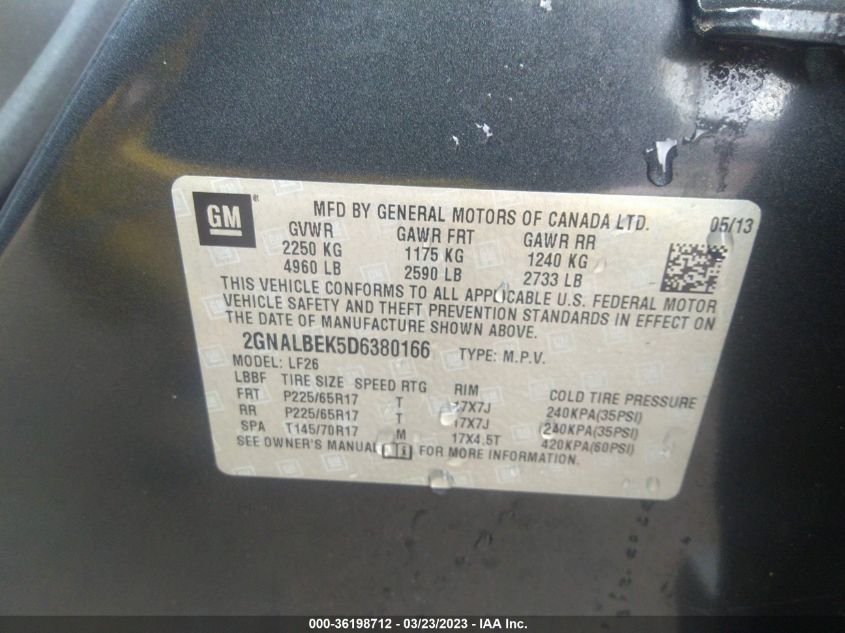 GM ®
MFD BY GENERAL MOTORS OF CANADA LTD. 05/13
GVWR GAWR FRT GAWR RR
2250 KG 1175 KG 1240 KG
4960 LB 2590 LB 2733 LB
THIS VEHICLE CONFORMS TO ALL APPLICABLE U.S. FEDERAL MOTOR
VEHICLE SAFETY AND THEFT PREVENTION STANDARDS IN EFFECT ON
THE DATE OF MANUFACTURE SHOWN ABOVE.
2GNALBEK5D6380166 TYPE: M.P.V.
MODEL: LF26
LBBF TIRE SIZE SPEED RTG RIM COLD TIRE PRESSURE
FRT P225/65R17 T 17X7J 240KPA(35PSI)
RR P225/65R17 T 17X7J 240KPA(35PSI)
SPA T145/70R17 M 17X4.5T 420KPA(60PSI)
SEE OWNER'S MANUAL FOR MORE INFORMATION.
000-36198712 — 03/23/2023 — IAA Inc.